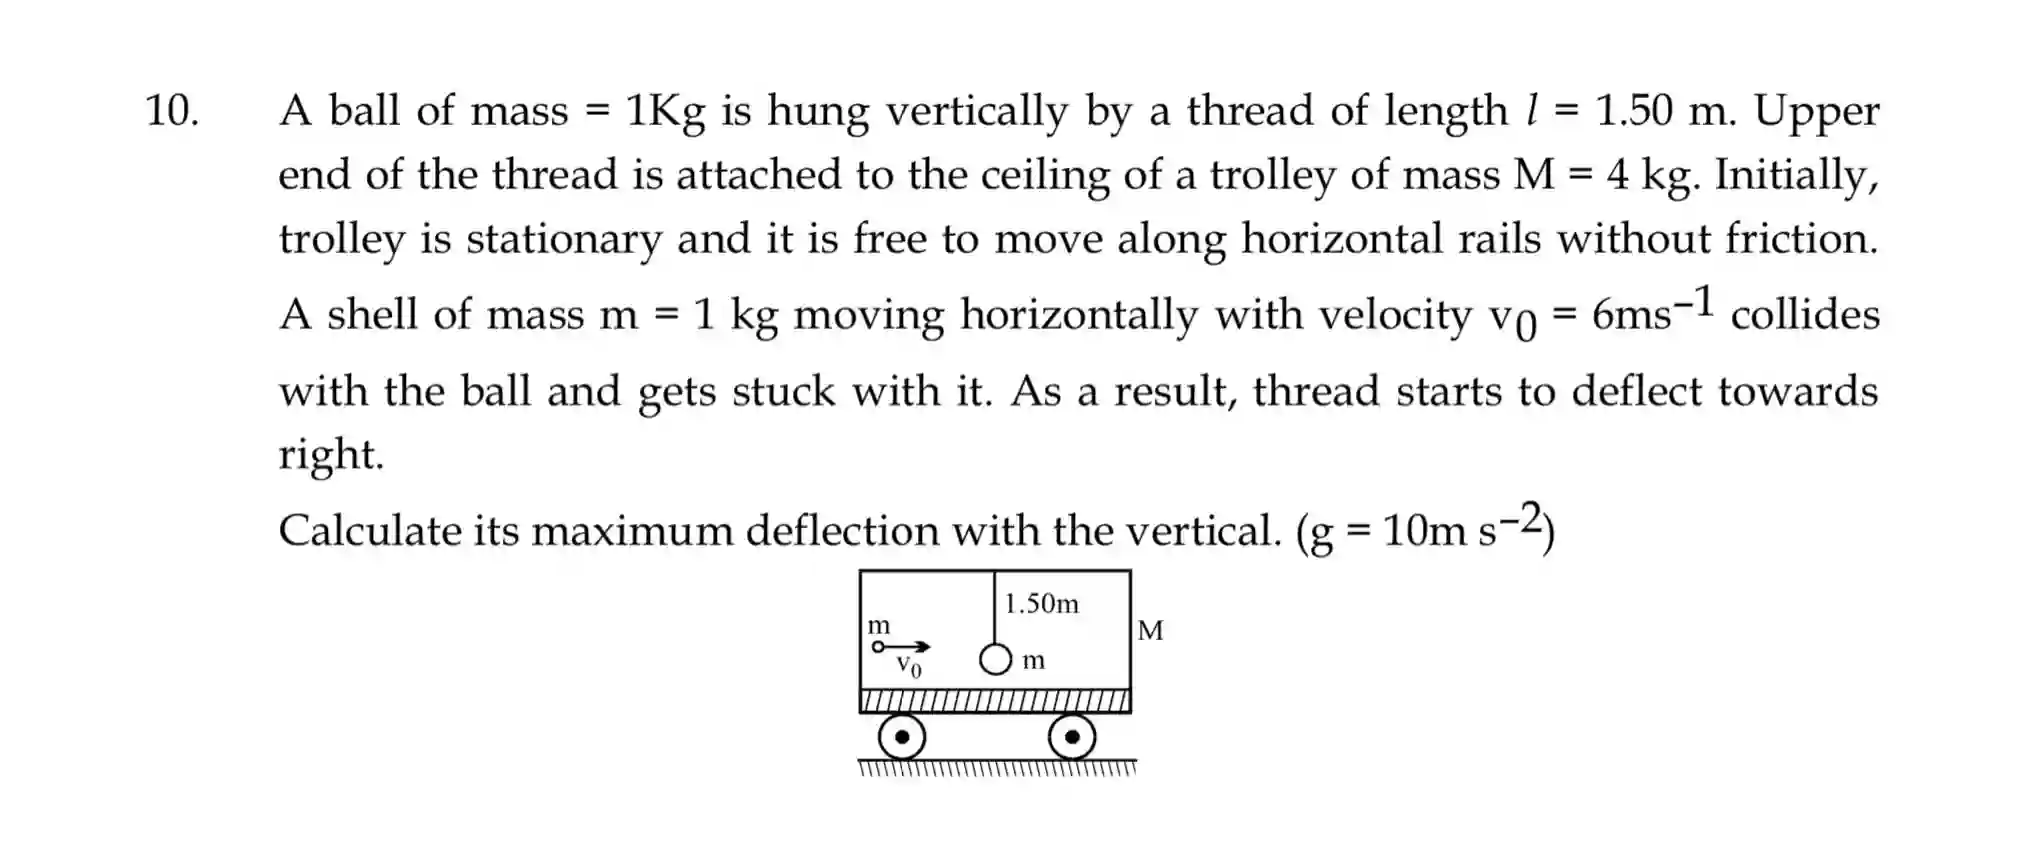 10. A ball of mass = 1Kg is hung vertically by a thread of length l = 1.50 m. Upper
end of the thread is attached to the ceiling of a trolley of mass M = 4 kg. Initially,
trolley is stationary and it is free to move along horizontal rails without friction.
A shell of mass m = 1 kg moving horizontally with velocity v₀ = 6ms⁻¹ collides
with the ball and gets stuck with it. As a result, thread starts to deflect towards
right.
Calculate its maximum deflection with the vertical. (g = 10m s⁻²)
1.50m
m
M
v₀
m